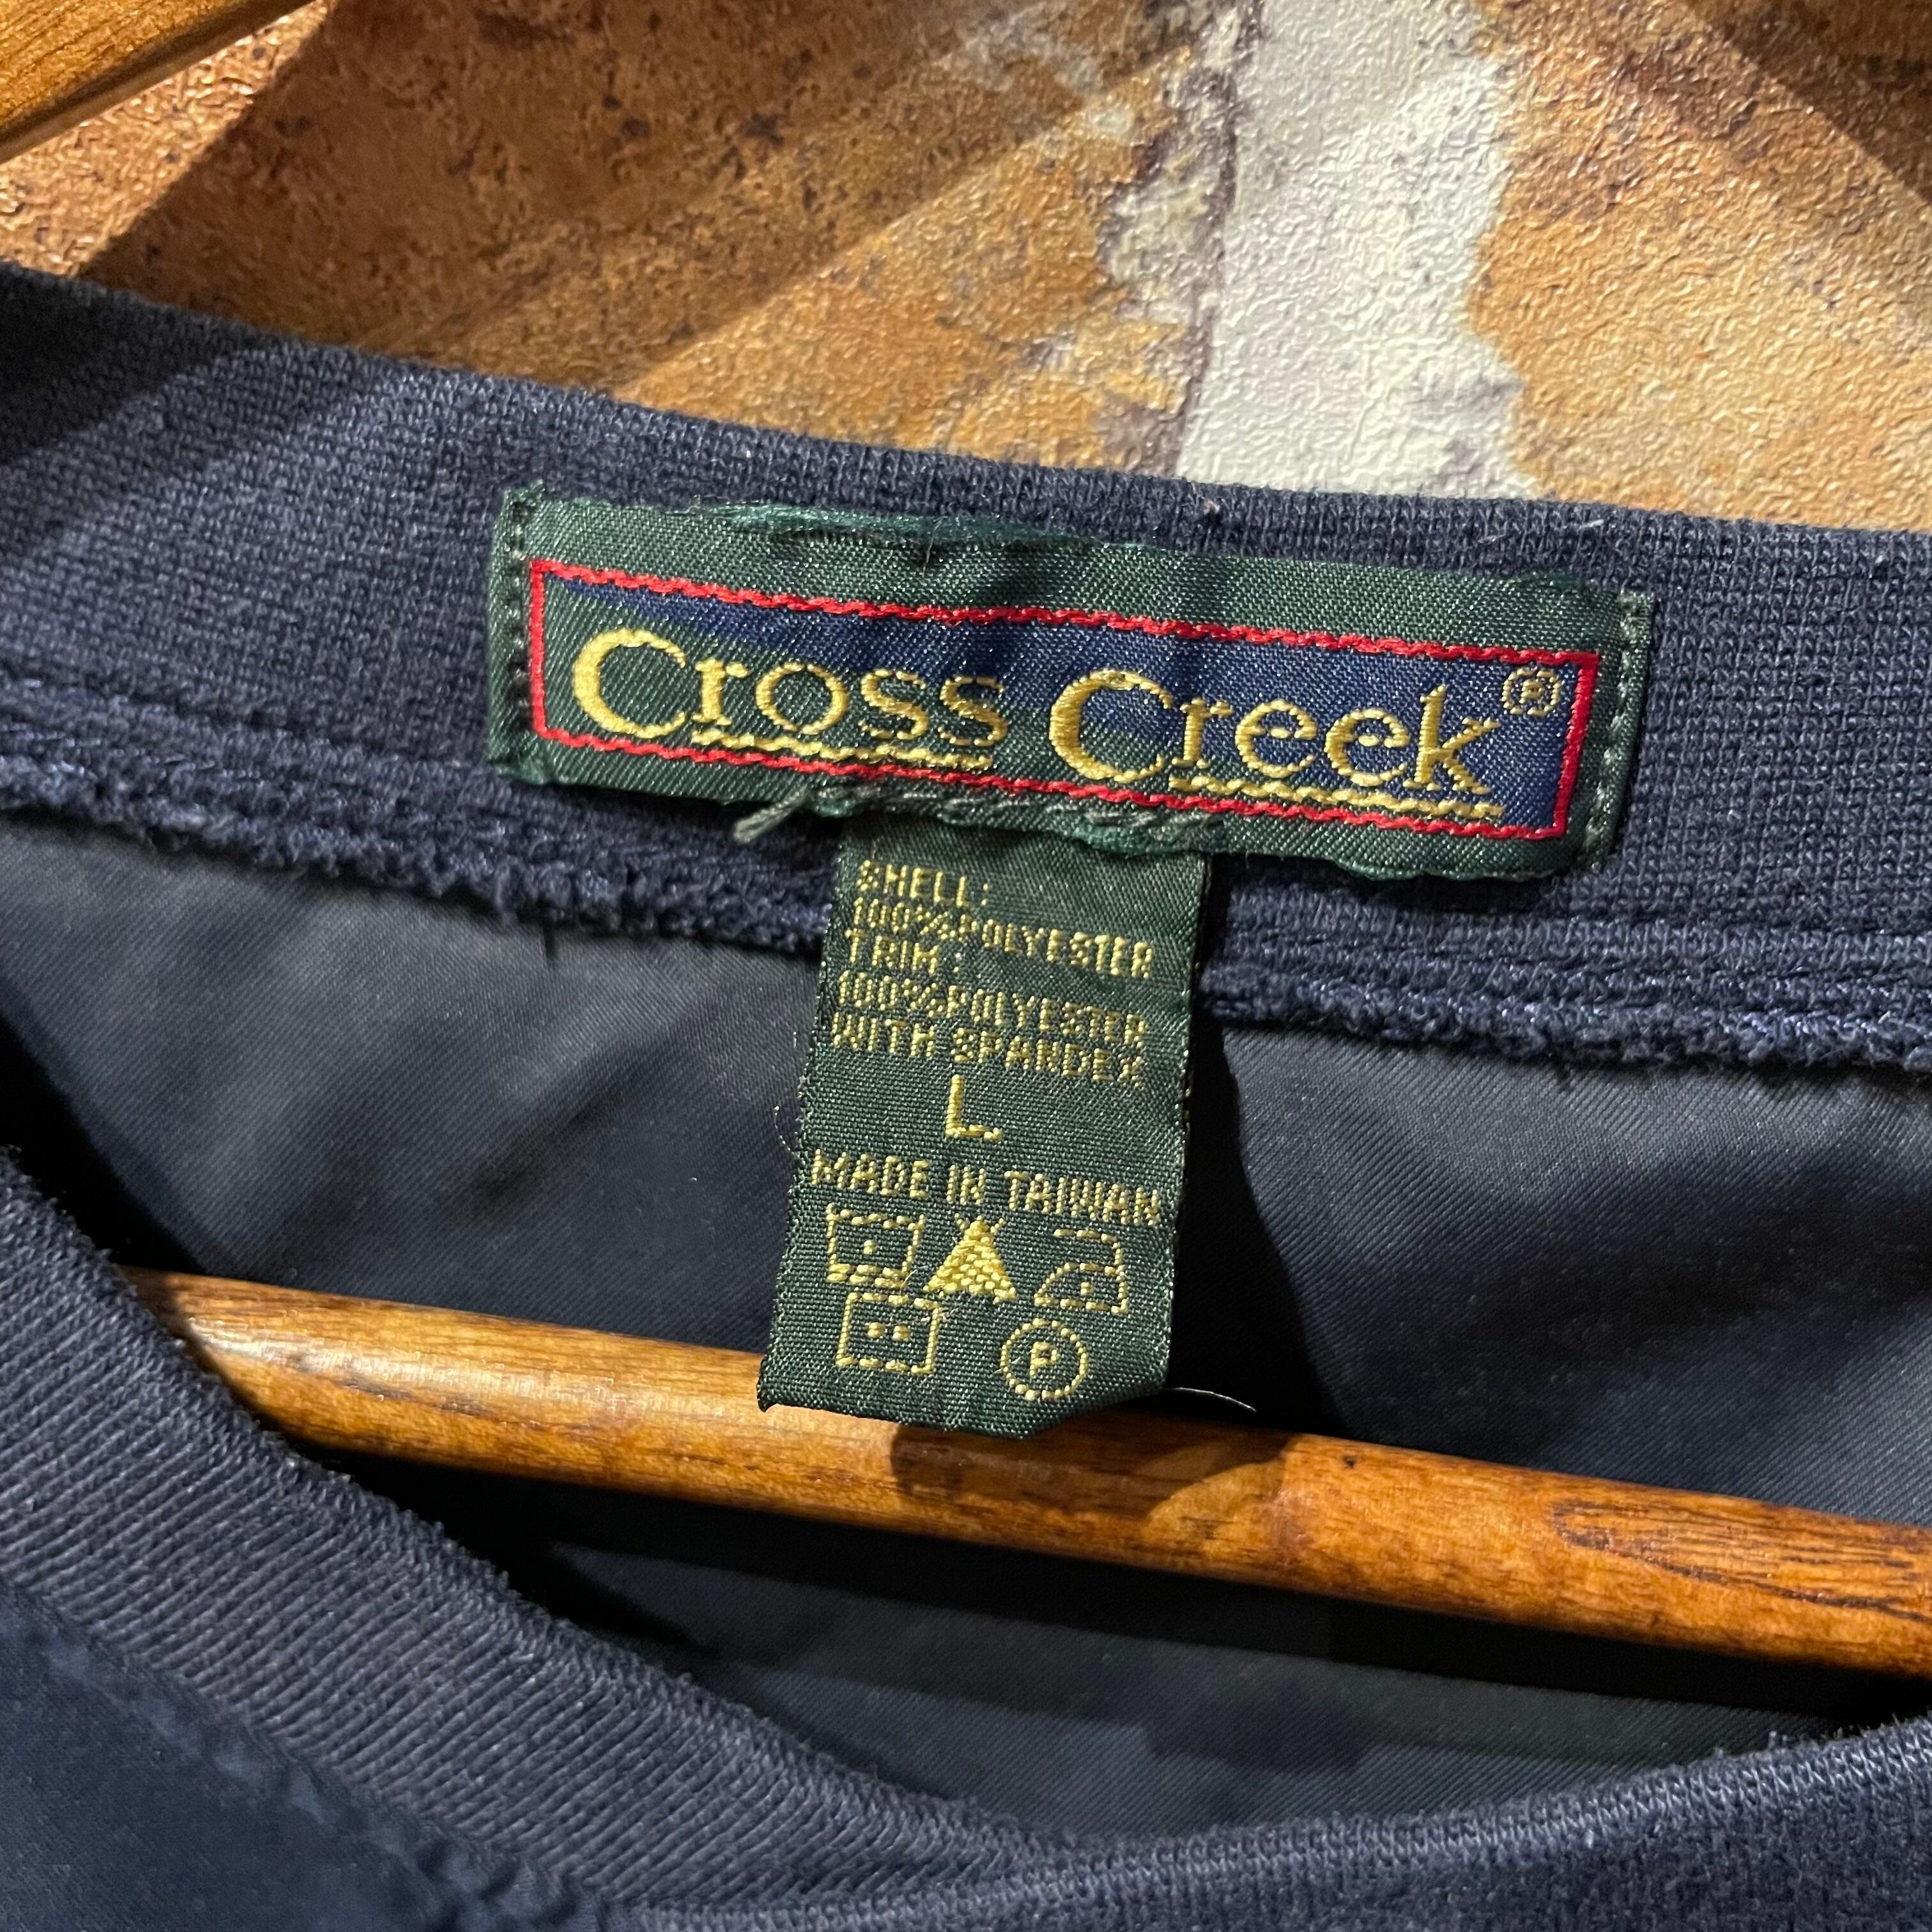 Cross Creek®
SHELL:
100%POLYESTER
TRIM:
100%POLYESTER
WITH SPANDEX
L
MADE IN TAIWAN
P